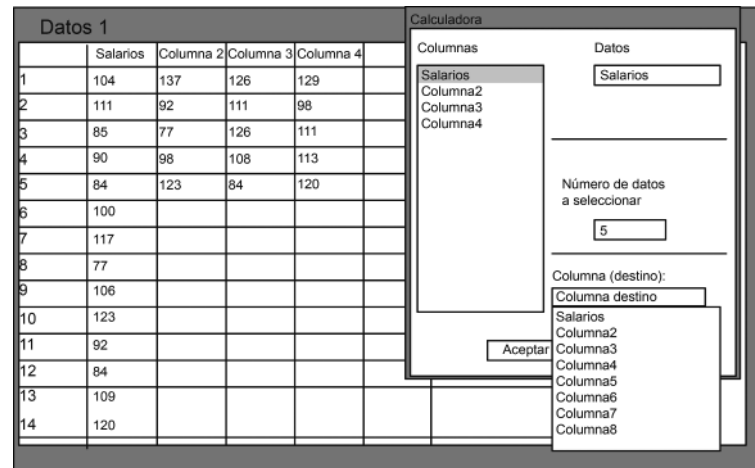 Datos 1
Salarios Columna 2 Columna 3 Columna 4
1 104 137 126 129
2 111 92 111 98
3 85 77 126 111
4 90 98 108 113
5 84 123 84 120
6 100
7 117
8 77
9 106
10 123
11 92
12 84
13 109
14 120
Calculadora
Columnas
Salarios
Columna2
Columna3
Columna4
Datos
Salarios
Número de datos
a seleccionar
5
Columna (destino):
Columna destino
Salarios
Columna2
Columna3
Columna4
Columna5
Columna6
Columna7
Columna8
Aceptar